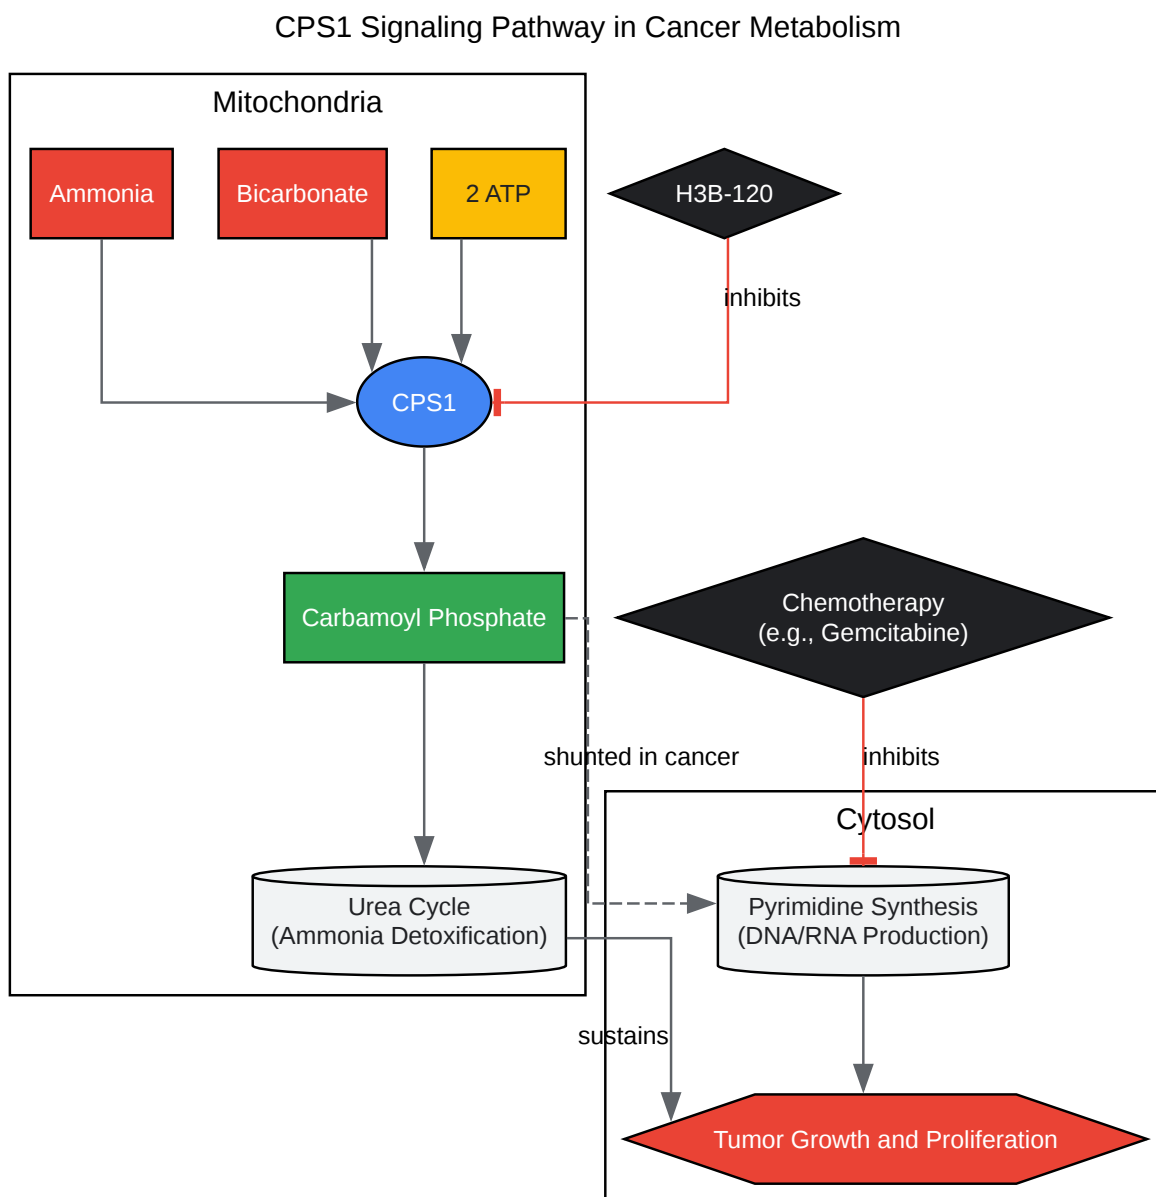 CPS1 Signaling Pathway in Cancer Metabolism
Mitochondria
Ammonia
Bicarbonate
2 ATP
H3B-120
inhibits
CPS1
Carbamoyl Phosphate
Chemotherapy
(e.g., Gemcitabine)
shunted in cancer
inhibits
Cytosol
Urea Cycle
(Ammonia Detoxification)
Pyrimidine Synthesis
(DNA/RNA Production)
sustains
Tumor Growth and Proliferation